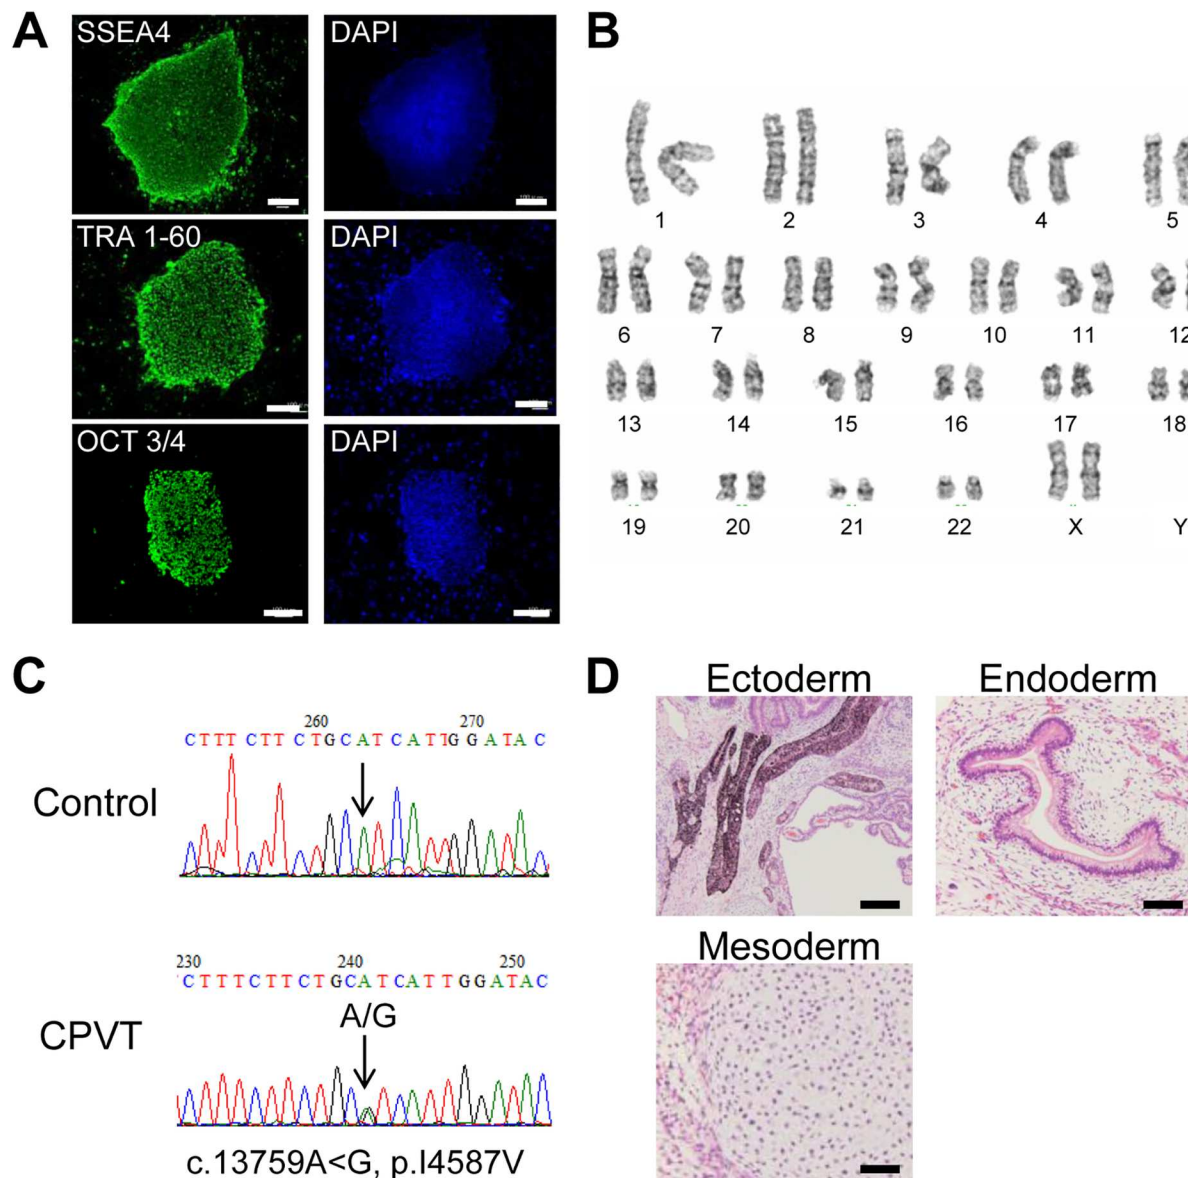 A
SSEA4
DAPI
TRA 1-60
DAPI
OCT 3/4
DAPI
B
1 2 3 4 5
6 7 8 9 10 11 12
13 14 15 16 17 18
19 20 21 22 X Y
C
260 270
C T T T C T T C T G C A T C A T T G G A T A C
Control
230 240 250
C T T T C T T C T G C A T C A T T G G A T A C
A/G
CPVT
c.13759A<G, p.I4587V
D
Ectoderm
Endoderm
Mesoderm